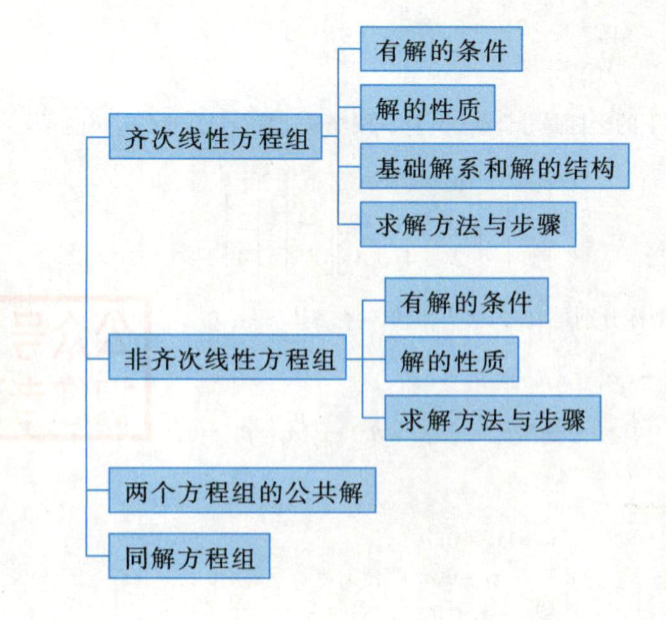 齐次线性方程组
有解的条件
解的性质
基础解系和解的结构
求解方法与步骤
非齐次线性方程组
有解的条件
解的性质
求解方法与步骤
两个方程组的公共解
同解方程组